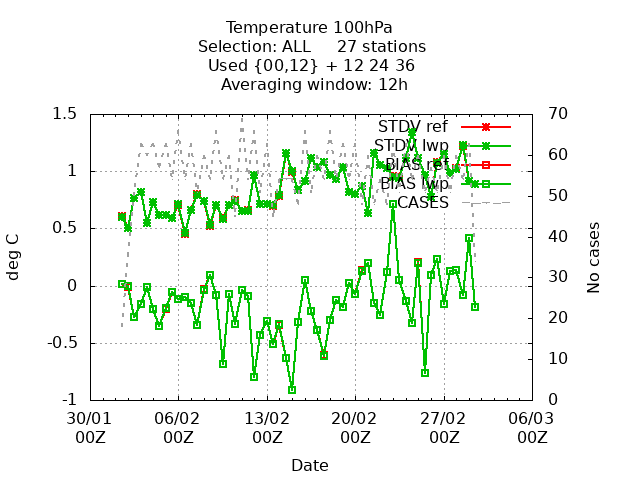 Temperature 100hPa
Selection: ALL 27 stations
Used {00,12} + 12 24 36
Averaging window: 12h
1.5
1
0.5
0
-0.5
-1
deg C
70
60
50
40
30
20
10
0
No cases
STDV ref
STDV lwp
BIAS ref
BIAS lwp
CASES
30/01 06/02 13/02 20/02 27/02 06/03
00Z 00Z 00Z 00Z 00Z 00Z
Date